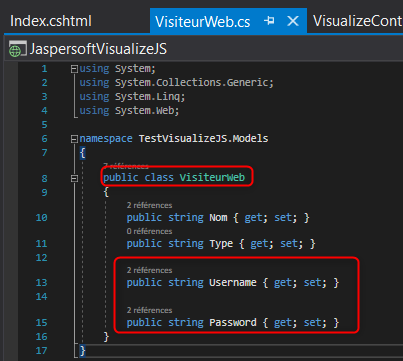 Index.cshtml VisiteurWeb.cs VisualizeCont
JaspersoftVisualizeJS
1 using System;
2 using System.Collections.Generic;
3 using System.Linq;
4 using System.Web;
5
6 namespace TestVisualizeJS.Models
7 {
7 références
8 public class VisiteurWeb
9 {
2 références
10 public string Nom { get; set; }
0 références
11 public string Type { get; set; }
12
2 références
13 public string Username { get; set; }
14
2 références
15 public string Password { get; set; }
16 }
17 }